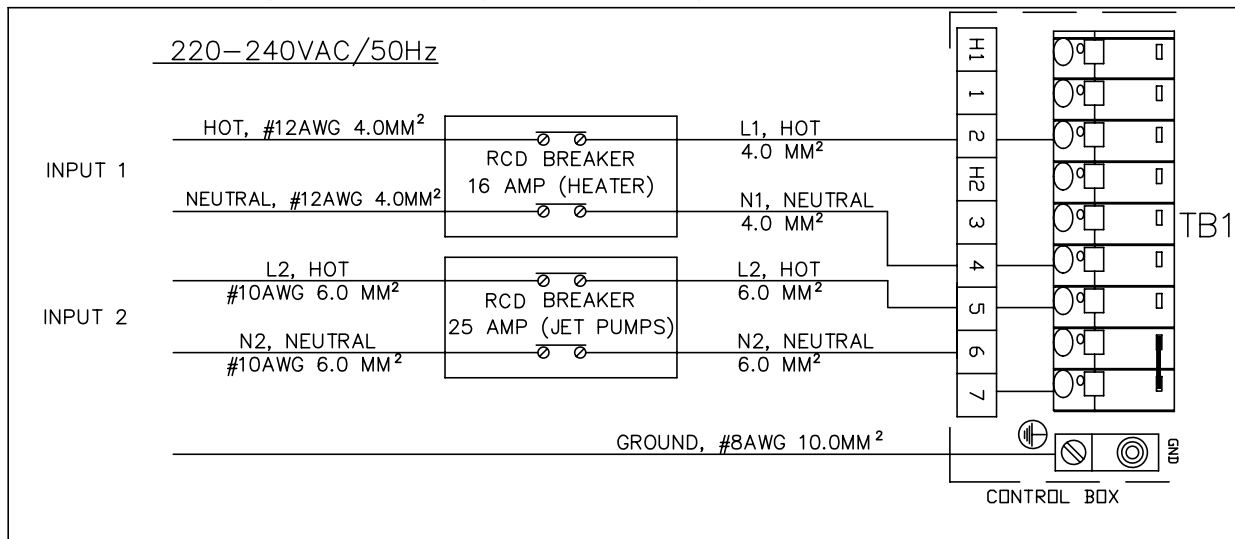 220-240VAC/50Hz
INPUT 1
HOT, #12AWG 4.0MM²
NEUTRAL, #12AWG 4.0MM²
RCD BREAKER
16 AMP (HEATER)
L1, HOT
4.0 MM²
N1, NEUTRAL
4.0 MM²
INPUT 2
L2, HOT
#10AWG 6.0 MM²
N2, NEUTRAL
#10AWG 6.0 MM²
RCD BREAKER
25 AMP (JET PUMPS)
L2, HOT
6.0 MM²
N2, NEUTRAL
6.0 MM²
GROUND, #8AWG 10.0MM²
H1
1
2
H2
3
4
5
6
7
TB1
GND
CONTROL BOX